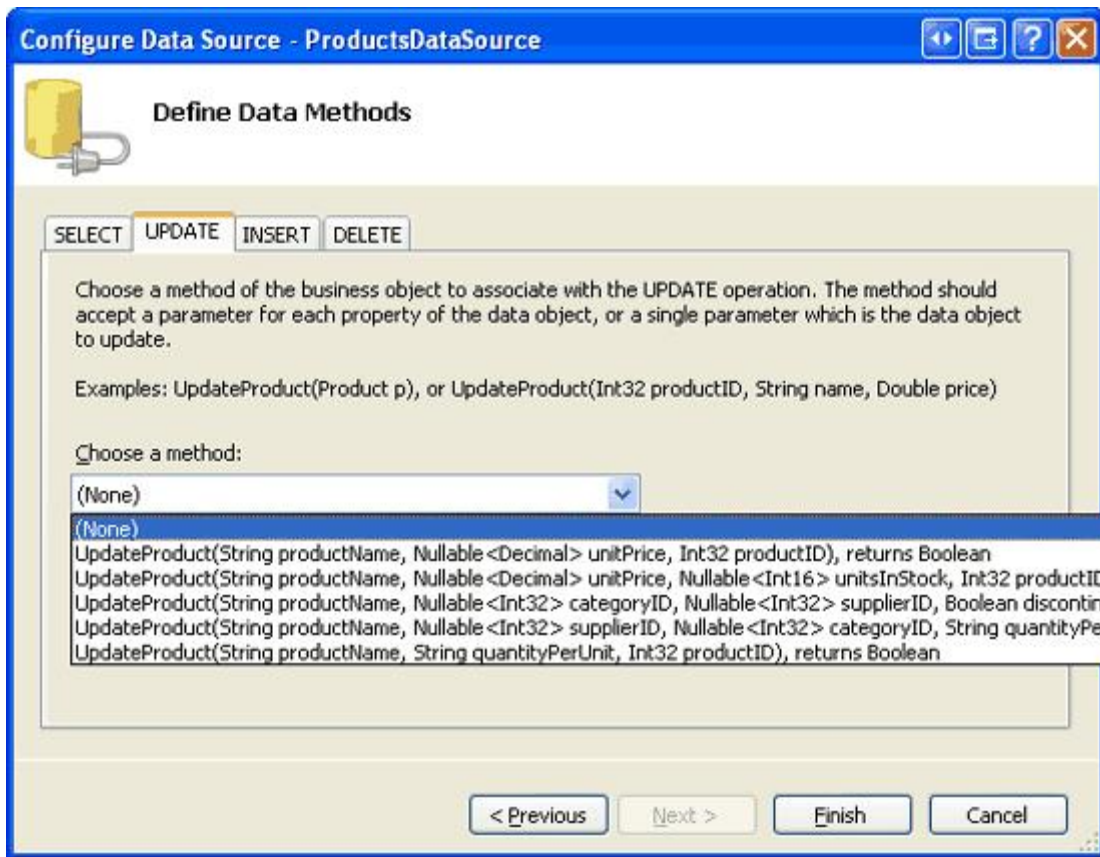 Configure Data Source - ProductsDataSource
Define Data Methods
SELECT UPDATE INSERT DELETE
Choose a method of the business object to associate with the UPDATE operation. The method should
accept a parameter for each property of the data object, or a single parameter which is the data object
to update.
Examples: UpdateProduct(Product p), or UpdateProduct(Int32 productID, String name, Double price)
Choose a method:
(None)
(None)
UpdateProduct(String productName, Nullable<Decimal> unitPrice, Int32 productID), returns Boolean
UpdateProduct(String productName, Nullable<Decimal> unitPrice, Nullable<Int16> unitsInStock, Int32 productID
UpdateProduct(String productName, Nullable<Int32> categoryID, Nullable<Int32> supplierID, Boolean discontin
UpdateProduct(String productName, Nullable<Int32> supplierID, Nullable<Int32> categoryID, String quantityPe
UpdateProduct(String productName, String quantityPerUnit, Int32 productID), returns Boolean
< Previous Next > Finish Cancel